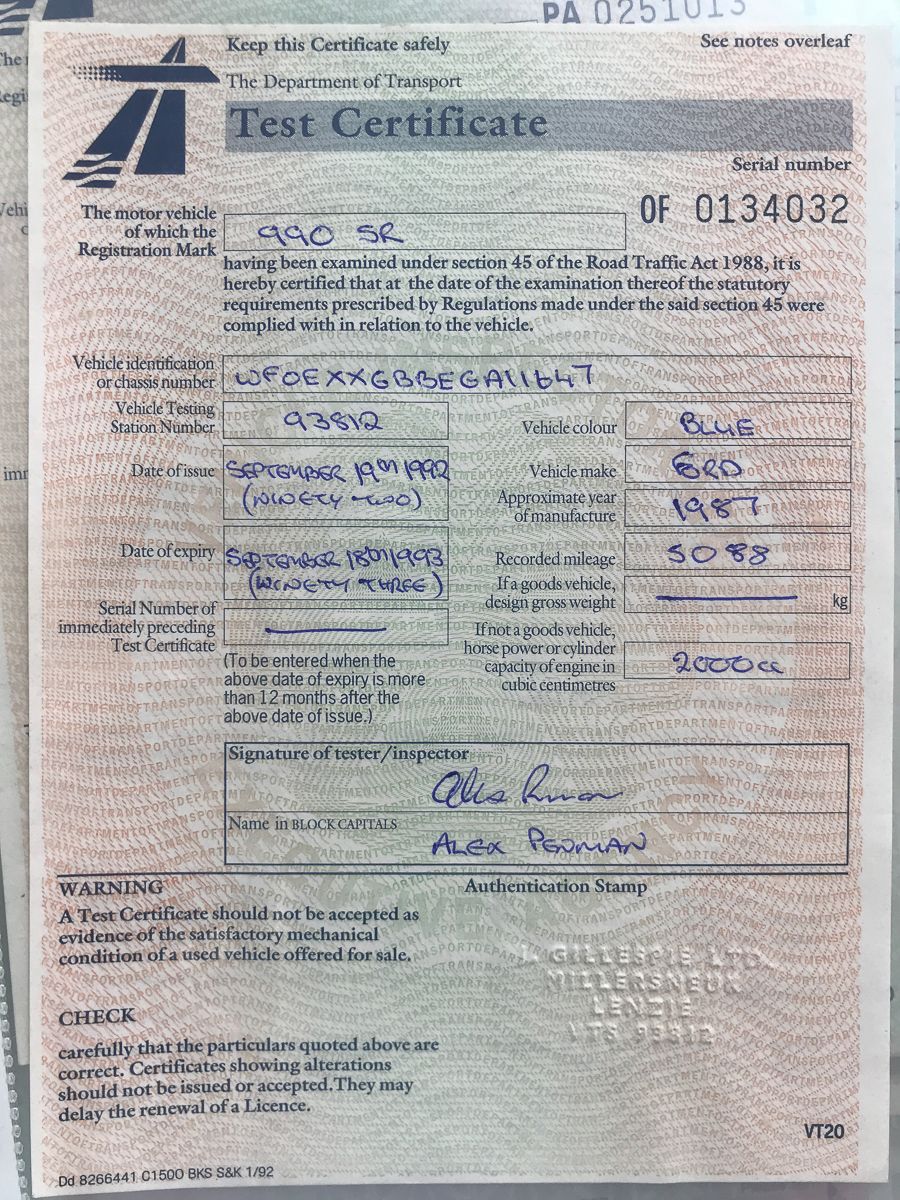 PA 0251013
Keep this Certificate safely
See notes overleaf
The Department of Transport
Test Certificate
Serial number
OF 0134032
The motor vehicle
of which the
Registration Mark
990 SR
having been examined under section 45 of the Road Traffic Act 1988, it is
hereby certified that at the date of the examination thereof the statutory
requirements prescribed by Regulations made under the said section 45 were
complied with in relation to the vehicle.
Vehicle identification
or chassis number
WFOEXXGBBEGA11647
Vehicle Testing
Station Number
93812
Vehicle colour
BLUE
Date of issue
SEPTEMBER 19TH 1992
(NINETY TWO)
Vehicle make
FORD
Approximate year
of manufacture
1987
Date of expiry
SEPTEMBER 18TH 1993
(NINETY THREE)
Recorded mileage
5088
If a goods vehicle,
design gross weight
kg
Serial Number of
immediately preceding
Test Certificate
(To be entered when the
above date of expiry is more
than 12 months after the
above date of issue.)
If not a goods vehicle,
horse power or cylinder
capacity of engine in
cubic centimetres
2000cc
Signature of tester/inspector
Name in BLOCK CAPITALS
ALEX PENMAN
WARNING
A Test Certificate should not be accepted as
evidence of the satisfactory mechanical
condition of a used vehicle offered for sale.
Authentication Stamp
GILLESPIE LTD
MILLERSNEUK
LENZIE
VTS 93812
CHECK
carefully that the particulars quoted above are
correct. Certificates showing alterations
should not be issued or accepted. They may
delay the renewal of a Licence.
VT20
Dd 8266441 C1500 BKS S&K 1/92